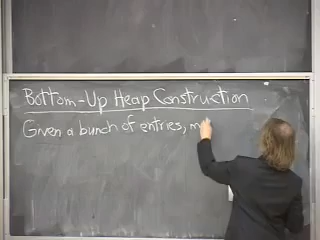 Bottom-Up Heap Construction
Given a bunch of entries, m